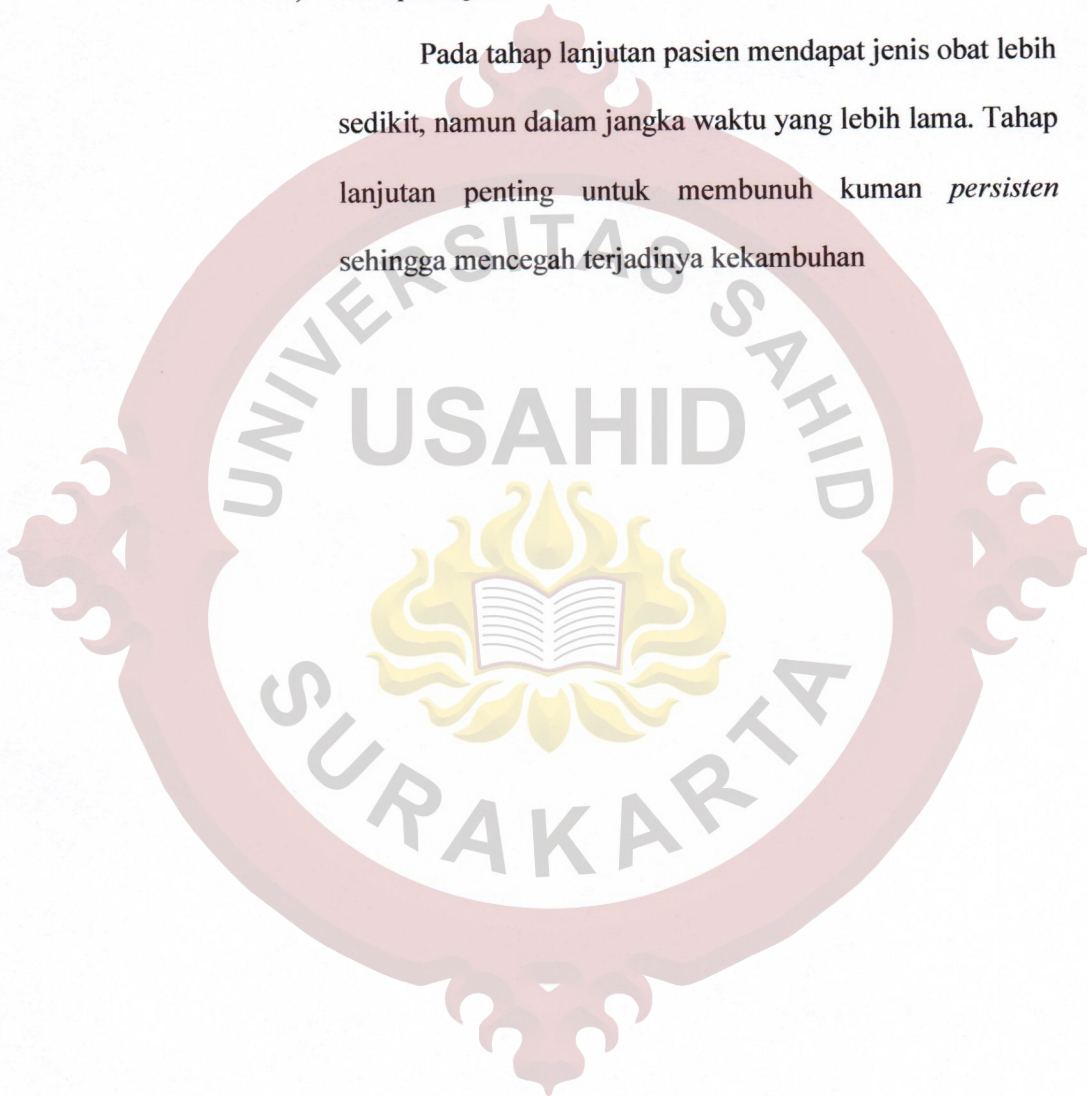 Pada tahap lanjutan pasien mendapat jenis obat lebih
sedikit, namun dalam jangka waktu yang lebih lama. Tahap
lanjutan penting untuk membunuh kuman persisten
sehingga mencegah terjadinya kekambuhan
UNIVERSITAS SAHID
USAHID
SURAKARTA